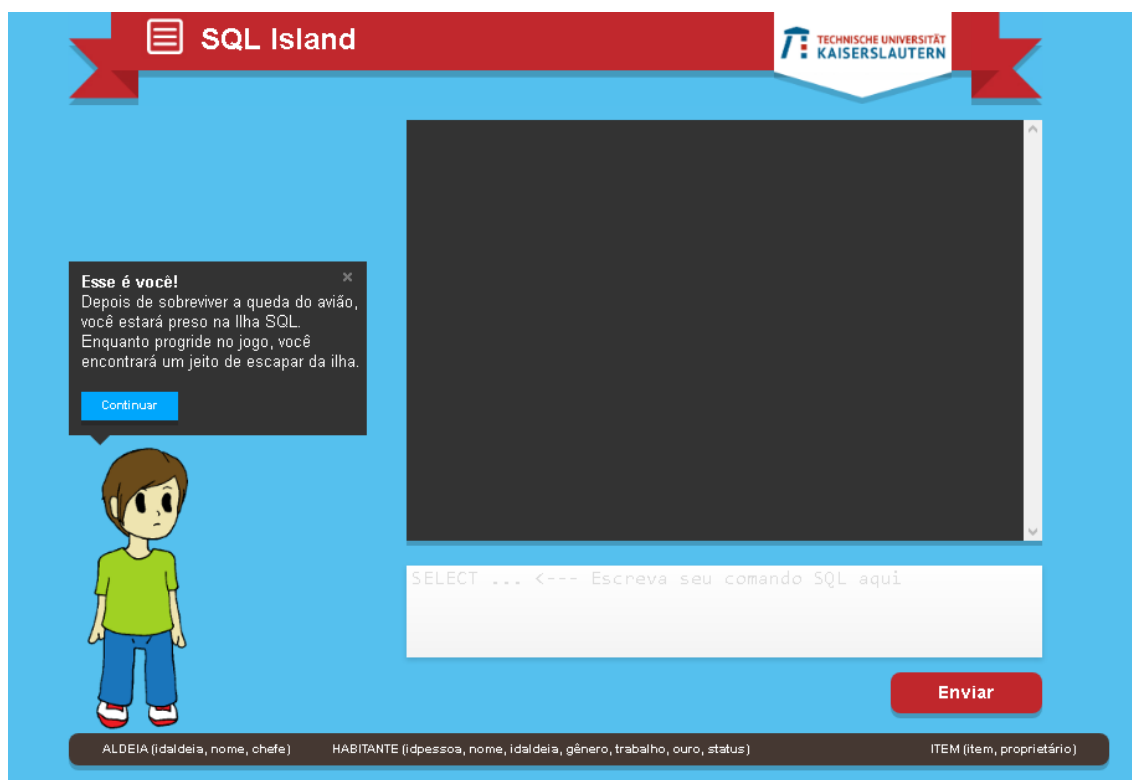 SQL Island
TECHNISCHE UNIVERSITÄT
KAISERSLAUTERN
Esse é você!
Depois de sobreviver a queda do avião,
você estará preso na Ilha SQL.
Enquanto progride no jogo, você
encontrará um jeito de escapar da ilha.
Continuar
SELECT ... <--- Escreva seu comando SQL aqui
Enviar
ALDEIA (idaldeia, nome, chefe) HABITANTE (idpessoa, nome, idaldeia, gênero, trabalho, ouro, status) ITEM (item, proprietário)